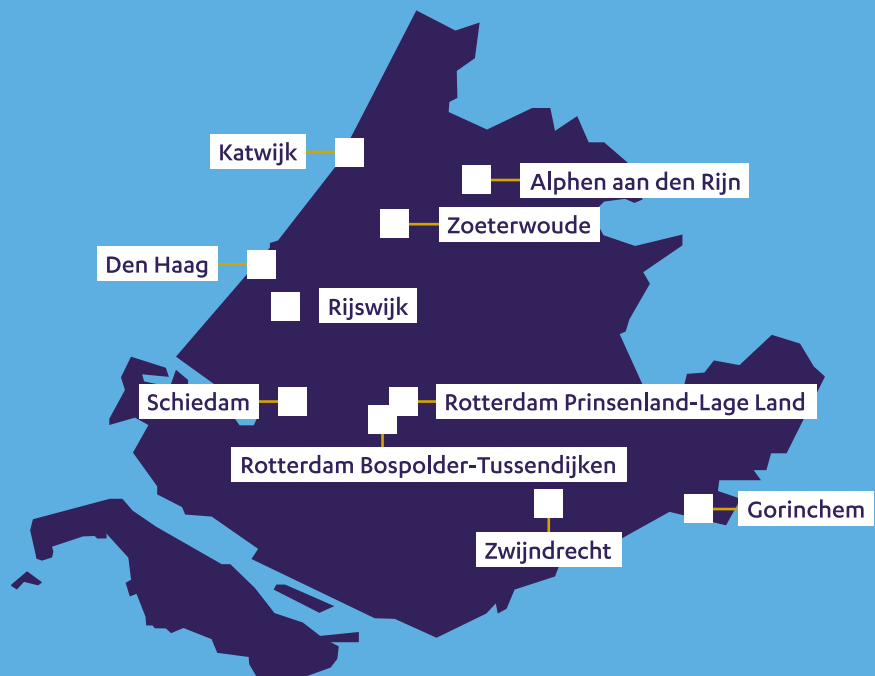 Katwijk
Alphen aan den Rijn
Zoeterwoude
Den Haag
Rijswijk
Schiedam
Rotterdam Prinsenland-Lage Land
Rotterdam Bospolder-Tussendijken
Gorinchem
Zwijndrecht